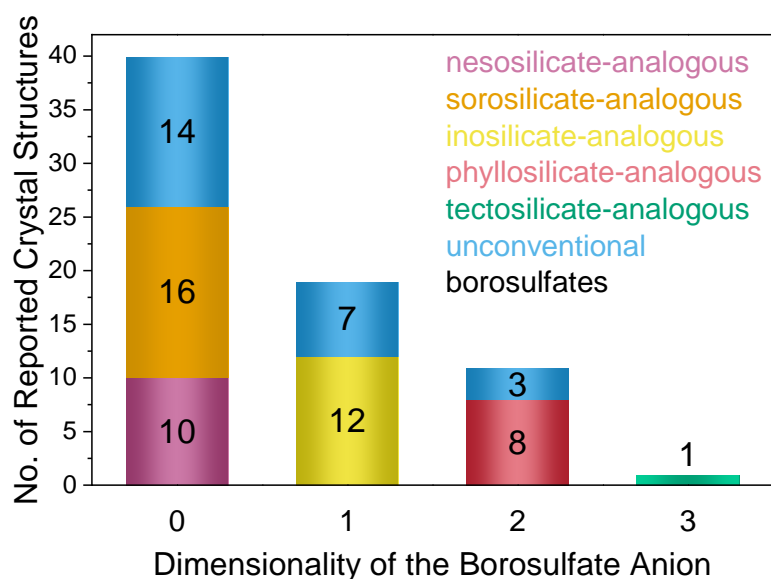 No. of Reported Crystal Structures
40
35
30
25
20
15
10
5
0
14
16
10
7
12
3
8
1
nesosilicate-analogous
sorosilicate-analogous
inosilicate-analogous
phyllosilicate-analogous
tectosilicate-analogous
unconventional
borosulfates
0 1 2 3
Dimensionality of the Borosulfate Anion